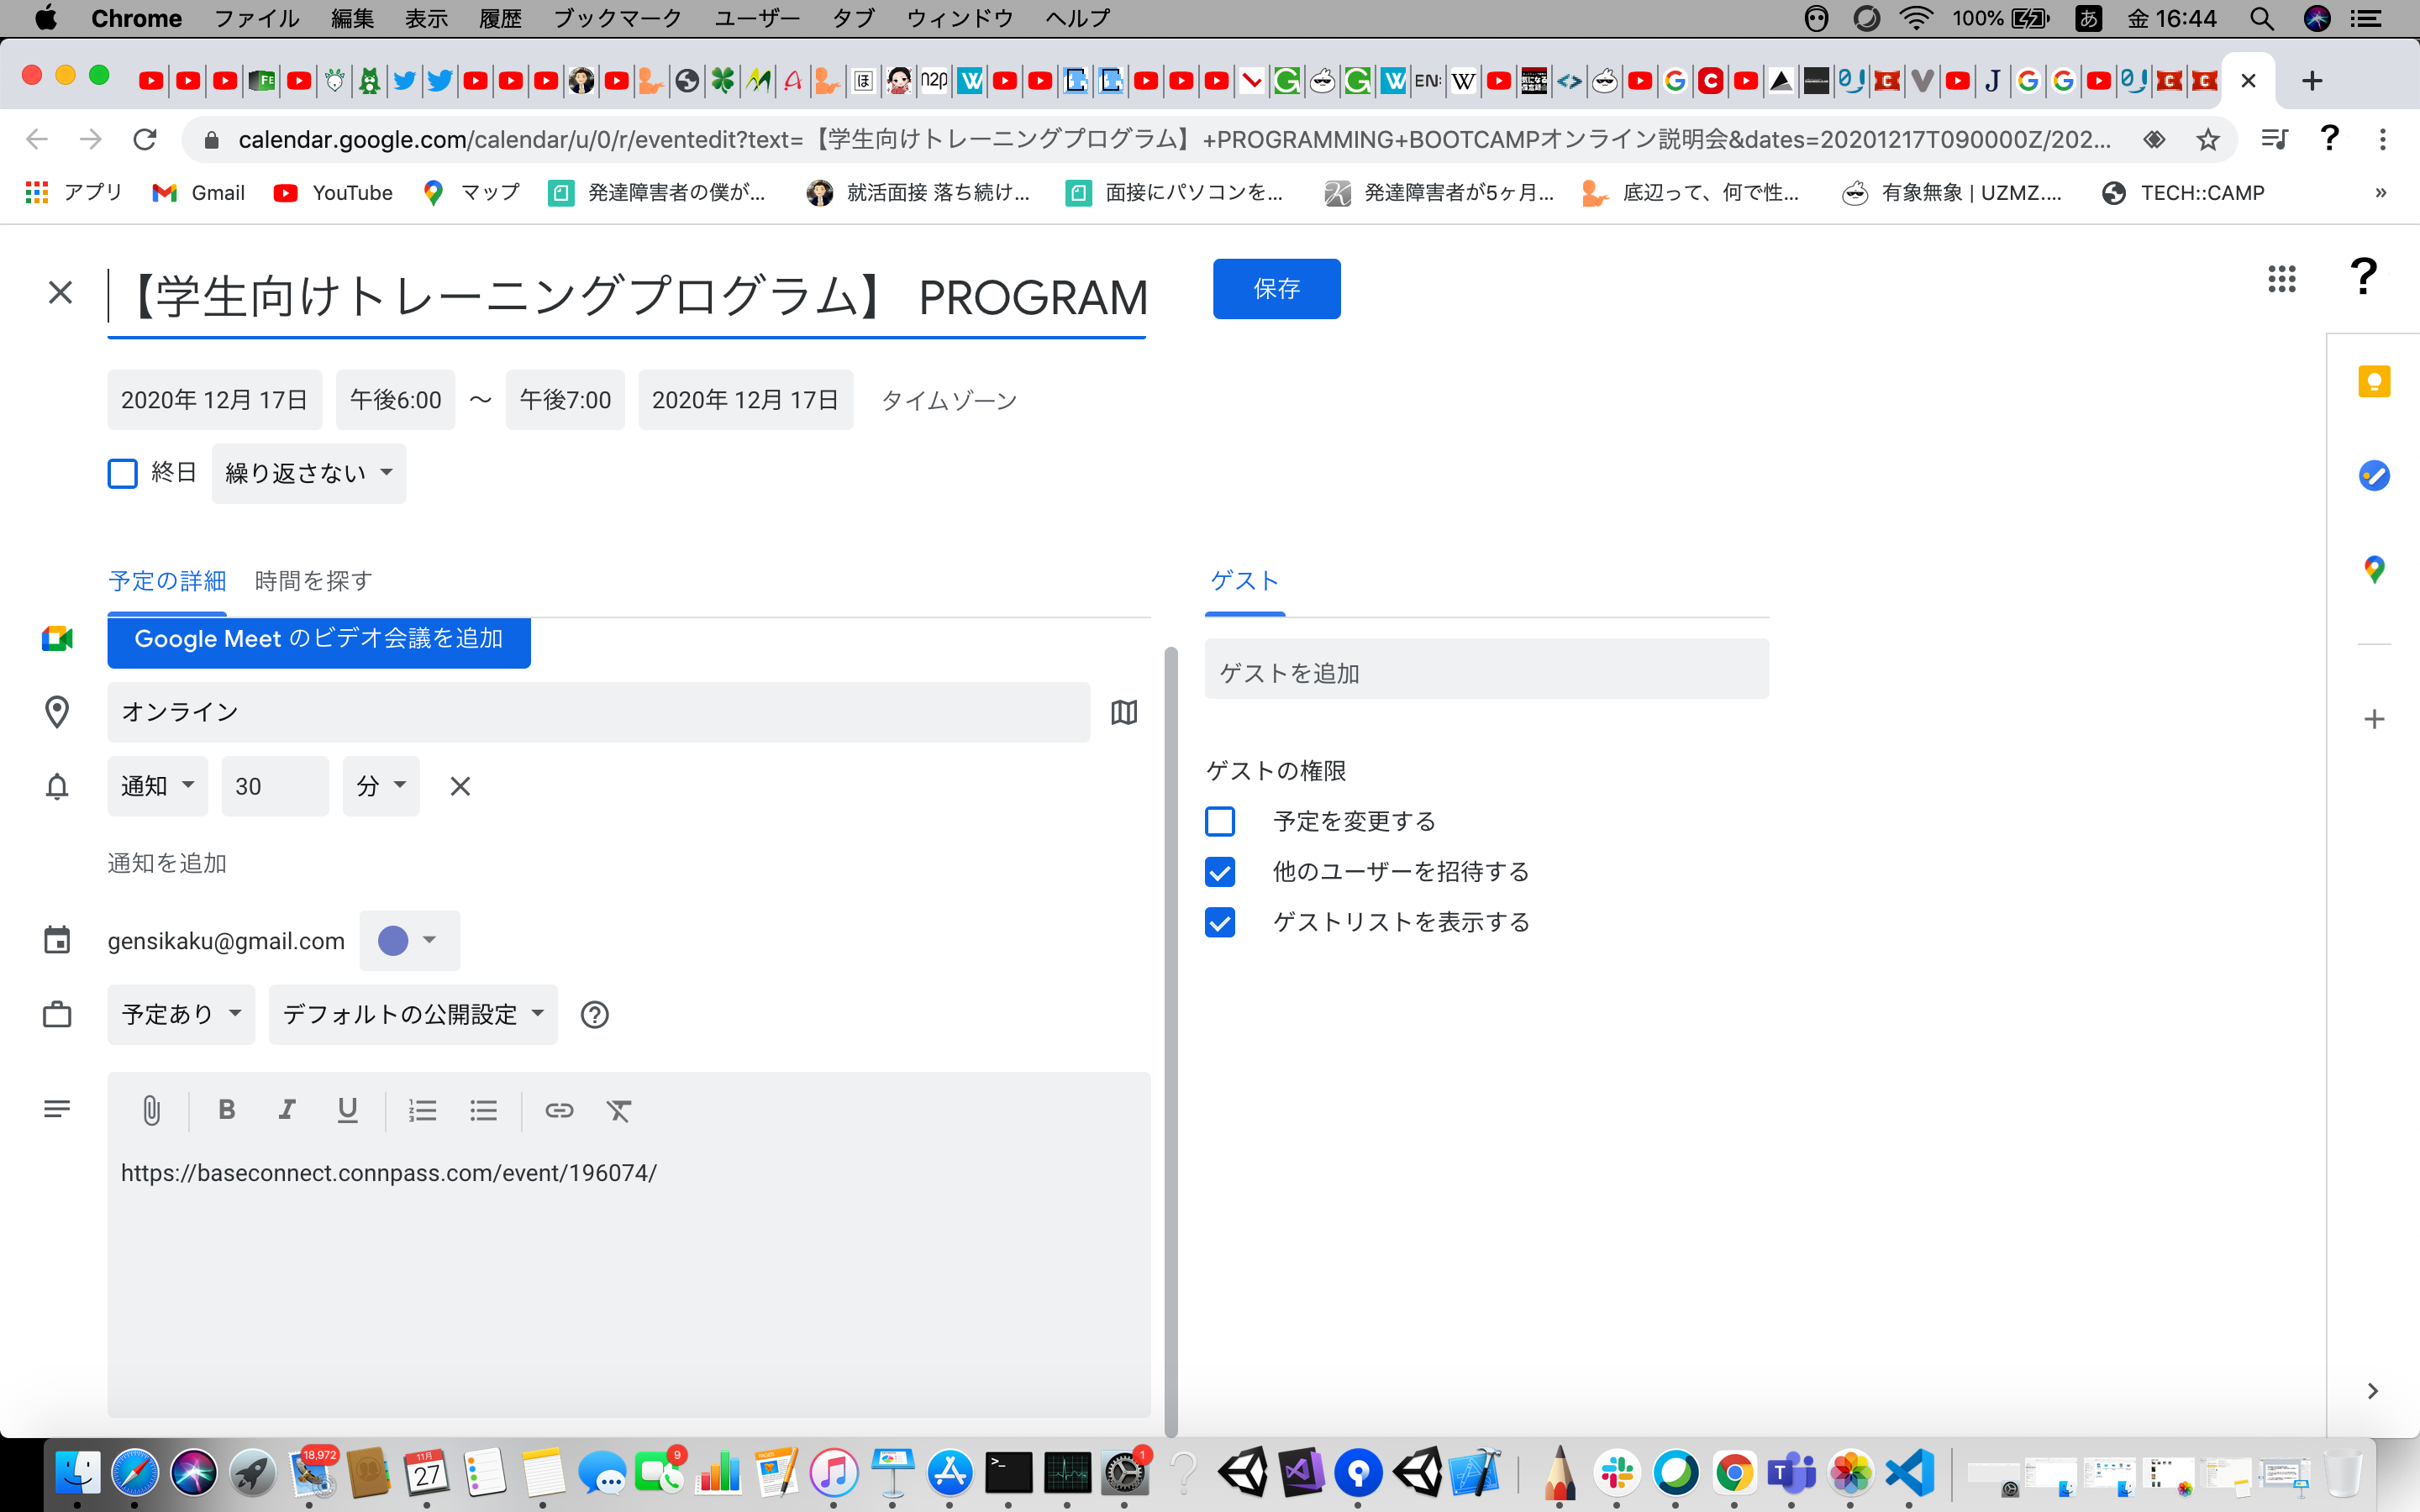 Chrome ファイル 編集 表示 履歴 ブックマーク ユーザー タブ ウィンドウ ヘルプ 100% あ 金 16:44
calendar.google.com/calendar/u/0/r/eventedit?text=【学生向けトレーニングプログラム】+PROGRAMMING+BOOTCAMPオンライン説明会&dates=20201217T090000Z/202...
アプリ Gmail YouTube マップ 発達障害者の僕が... 就活面接 落ち続け... 面接にパソコンを... 発達障害者が5ヶ月... 底辺って、何で性... 有象無象 | UZMZ.... TECH::CAMP »
【学生向けトレーニングプログラム】 PROGRAM
保存
?
2020年 12月 17日 午後6:00 〜 午後7:00 2020年 12月 17日 タイムゾーン
終日 繰り返さない
予定の詳細 時間を探す
ゲスト
Google Meet のビデオ会議を追加
ゲストを追加
オンライン
ゲストの権限
通知 30 分
予定を変更する
通知を追加
他のユーザーを招待する
ゲストリストを表示する
gensikaku@gmail.com
予定あり デフォルトの公開設定
B I U
https://baseconnect.connpass.com/event/196074/
18,972 11月 27 9 1